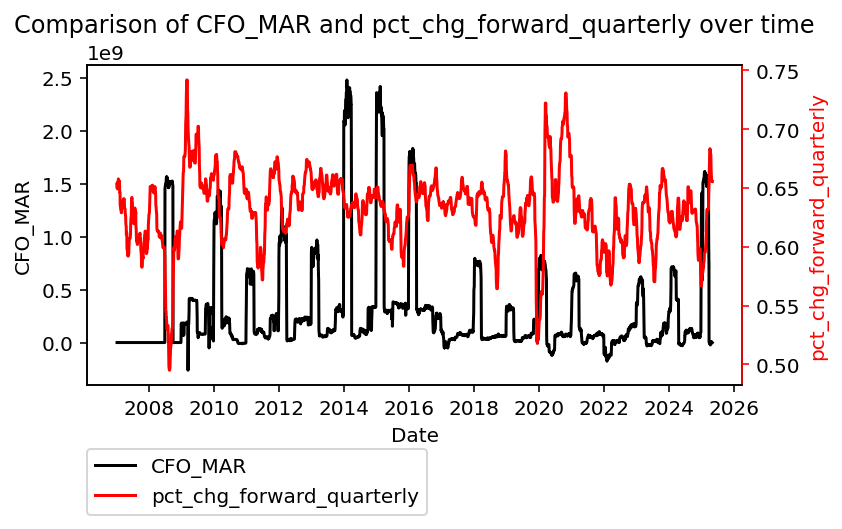 Comparison of CFO_MAR and pct_chg_forward_quarterly over time
1e9
2.5
2.0
1.5
1.0
0.5
0.0
CFO_MAR
0.75
0.70
0.65
0.60
0.55
0.50
pct_chg_forward_quarterly
2008 2010 2012 2014 2016 2018 2020 2022 2024 2026
Date
CFO_MAR
pct_chg_forward_quarterly